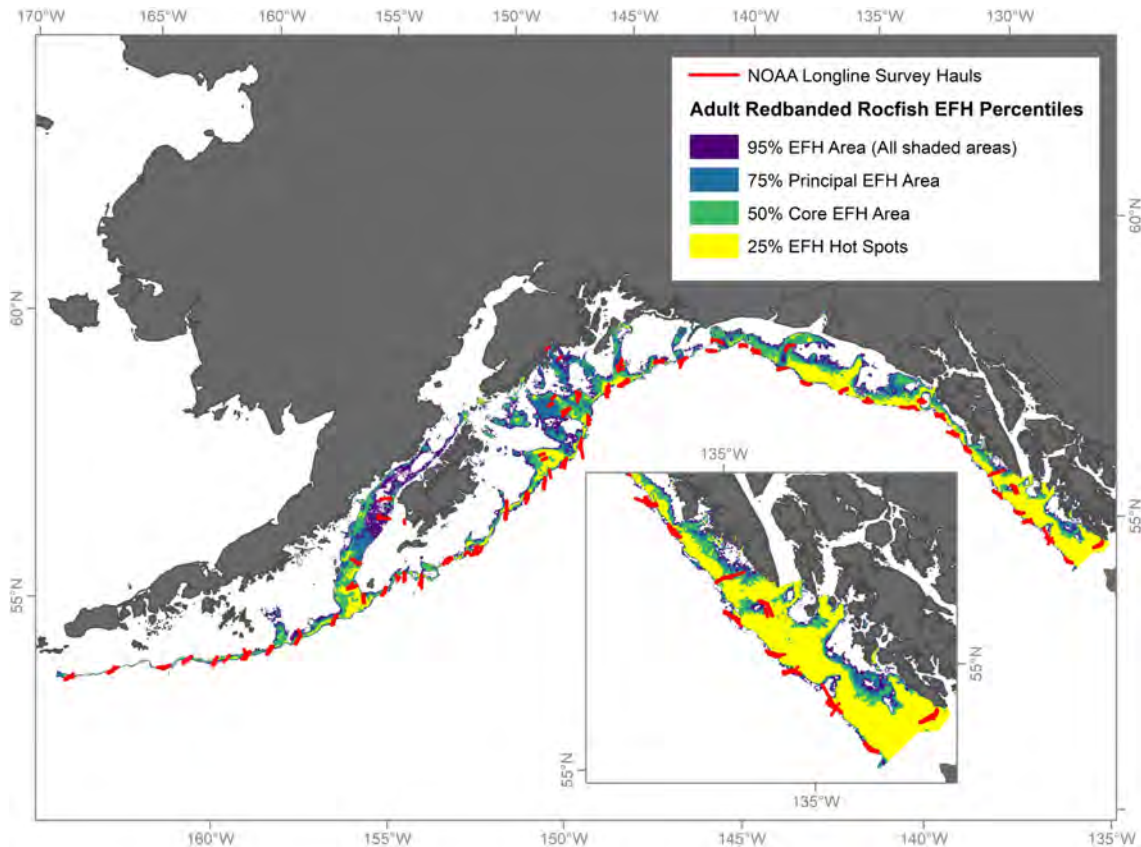 170°W 165°W 160°W 155°W 150°W 145°W 140°W 135°W 130°W
NOAA Longline Survey Hauls
Adult Redbanded Rocfish EFH Percentiles
95% EFH Area (All shaded areas)
75% Principal EFH Area
50% Core EFH Area
25% EFH Hot Spots
60°N
60°N
55°N
55°N
135°W
55°N
55°N
135°W
160°W 155°W 150°W 145°W 140°W 135°W